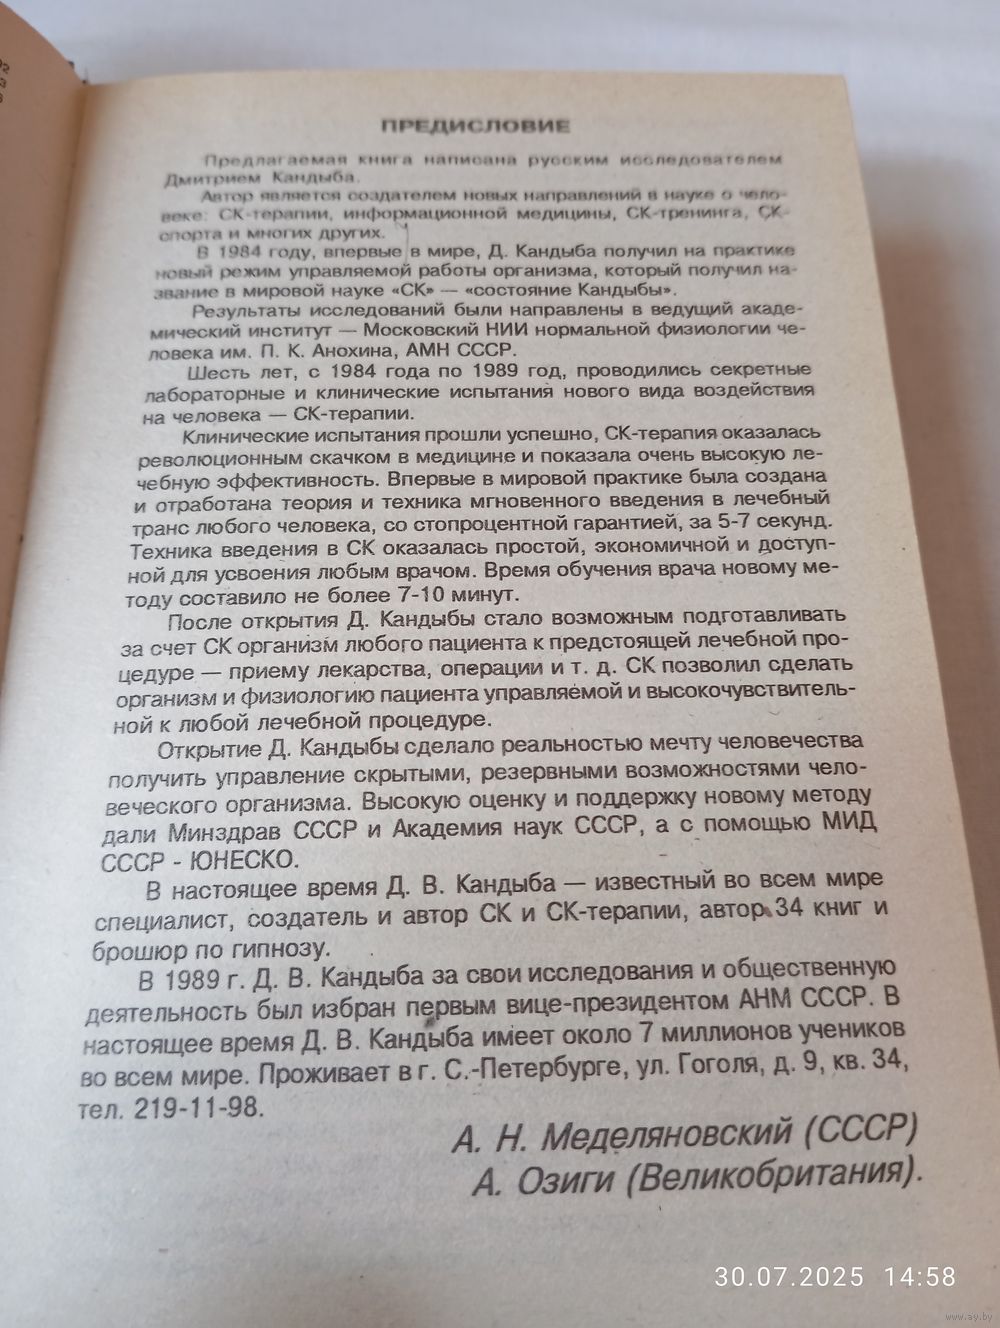 92
3
ПРЕДИСЛОВИЕ
Предлагаемая книга написана русским исследователем
Дмитрием Кандыба.
Автор является создателем новых направлений в науке о чело-
веке: СК-терапии, информационной медицины, СК-тренинга, СК-
спорта и многих других.
В 1984 году, впервые в мире, Д. Кандыба получил на практике
новый режим управляемой работы организма, который получил на-
звание в мировой науке «СК» — «состояние Кандыбы».
Результаты исследований были направлены в ведущий акаде-
мический институт — Московский НИИ нормальной физиологии че-
ловека им. П. К. Анохина, АМН СССР.
Шесть лет, с 1984 года по 1989 год, проводились секретные
лабораторные и клинические испытания нового вида воздействия
на человека — СК-терапии.
Клинические испытания прошли успешно, СК-терапия оказалась
революционным скачком в медицине и показала очень высокую ле-
чебную эффективность. Впервые в мировой практике была создана
и отработана теория и техника мгновенного введения в лечебный
транс любого человека, со стопроцентной гарантией, за 5-7 секунд.
Техника введения в СК оказалась простой, экономичной и доступ-
ной для усвоения любым врачом. Время обучения врача новому ме-
тоду составило не более 7-10 минут.
После открытия Д. Кандыбы стало возможным подготавливать
за счет СК организм любого пациента к предстоящей лечебной про-
цедуре — приему лекарства, операции и т. д. СК позволил сделать
организм и физиологию пациента управляемой и высокочувствитель-
ной к любой лечебной процедуре.
Открытие Д. Кандыбы сделало реальностью мечту человечества
получить управление скрытыми, резервными возможностями чело-
веческого организма. Высокую оценку и поддержку новому методу
дали Минздрав СССР и Академия наук СССР, а с помощью МИД
СССР - ЮНЕСКО.
В настоящее время Д. В. Кандыба — известный во всем мире
специалист, создатель и автор СК и СК-терапии, автор 34 книг и
брошюр по гипнозу.
В 1989 г. Д. В. Кандыба за свои исследования и общественную
деятельность был избран первым вице-президентом АНМ СССР. В
настоящее время Д. В. Кандыба имеет около 7 миллионов учеников
во всем мире. Проживает в г. С.-Петербурге, ул. Гоголя, д. 9, кв. 34,
тел. 219-11-98.
А. Н. Меделяновский (СССР)
А. Озиги (Великобритания).
30.07.2025 14:58
www.ay.by